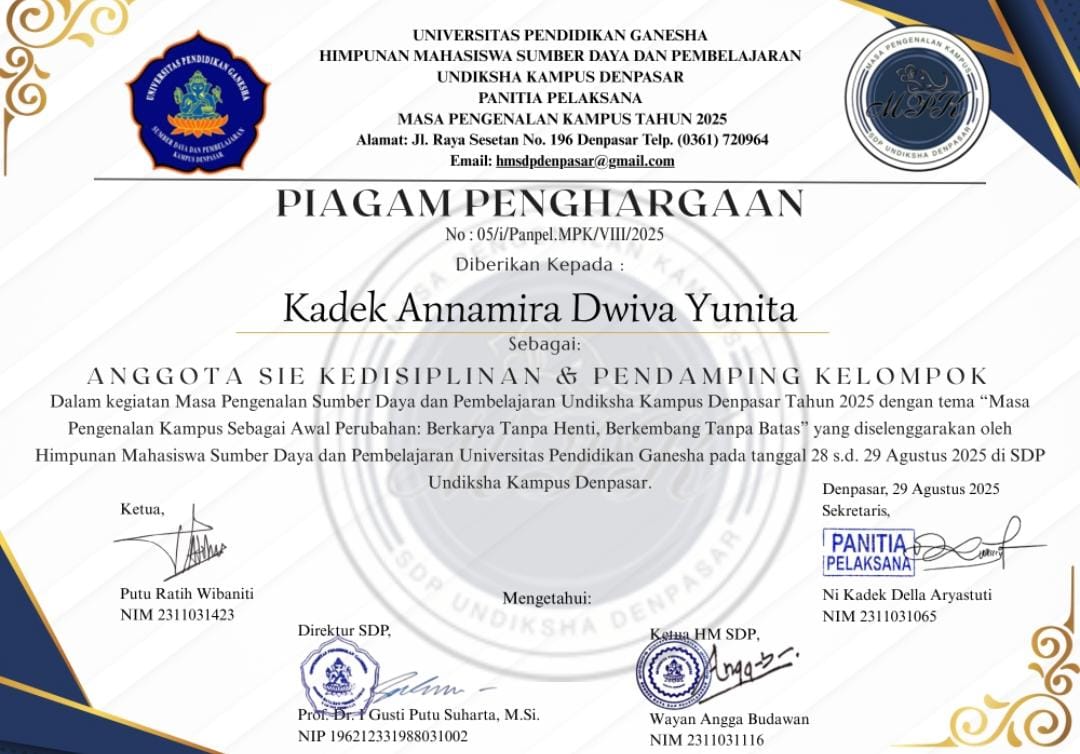 UNIVERSITAS PENDIDIKAN GANESHA
HIMPUNAN MAHASISWA SUMBER DAYA DAN PEMBELAJARAN
UNDIKSHA KAMPUS DENPASAR
PANITIA PELAKSANA
MASA PENGENALAN KAMPUS TAHUN 2025
Alamat: Jl. Raya Sesetan No. 196 Denpasar Telp. (0361) 720964
Email: hmsdpdenpasar@gmail.com
UNIVERSITAS PENDIDIKAN GANESHA
SUMBER DAYA DAN PEMBELAJARAN
KAMPUS DENPASAR
MASA PENGENALAN KAMPUS
MPK
SDP UNDIKSHA DENPASAR
PIAGAM PENGHARGAAN
No : 05/i/Panpel.MPK/VIII/2025
Diberikan Kepada :
Kadek Annamira Dwiva Yunita
Sebagai:
ANGGOTA SIE KEDISIPLINAN & PENDAMPING KELOMPOK
Dalam kegiatan Masa Pengenalan Sumber Daya dan Pembelajaran Undiksha Kampus Denpasar Tahun 2025 dengan tema “Masa
Pengenalan Kampus Sebagai Awal Perubahan: Berkarya Tanpa Henti, Berkembang Tanpa Batas” yang diselenggarakan oleh
Himpunan Mahasiswa Sumber Daya dan Pembelajaran Universitas Pendidikan Ganesha pada tanggal 28 s.d. 29 Agustus 2025 di SDP
Undiksha Kampus Denpasar.
MASA PENGENALAN KAMPUS
MPK
SDP UNDIKSHA DENPASAR
Denpasar, 29 Agustus 2025
Ketua,
Putu Ratih Wibaniti
NIM 2311031423
Sekretaris,
PANITIA
PELAKSANA
Ni Kadek Della Aryastuti
NIM 2311031065
Mengetahui:
Direktur SDP,
Prof. Dr. I Gusti Putu Suharta, M.Si.
NIP 196212331988031002
Ketua HM SDP,
Wayan Angga Budawan
NIM 2311031116